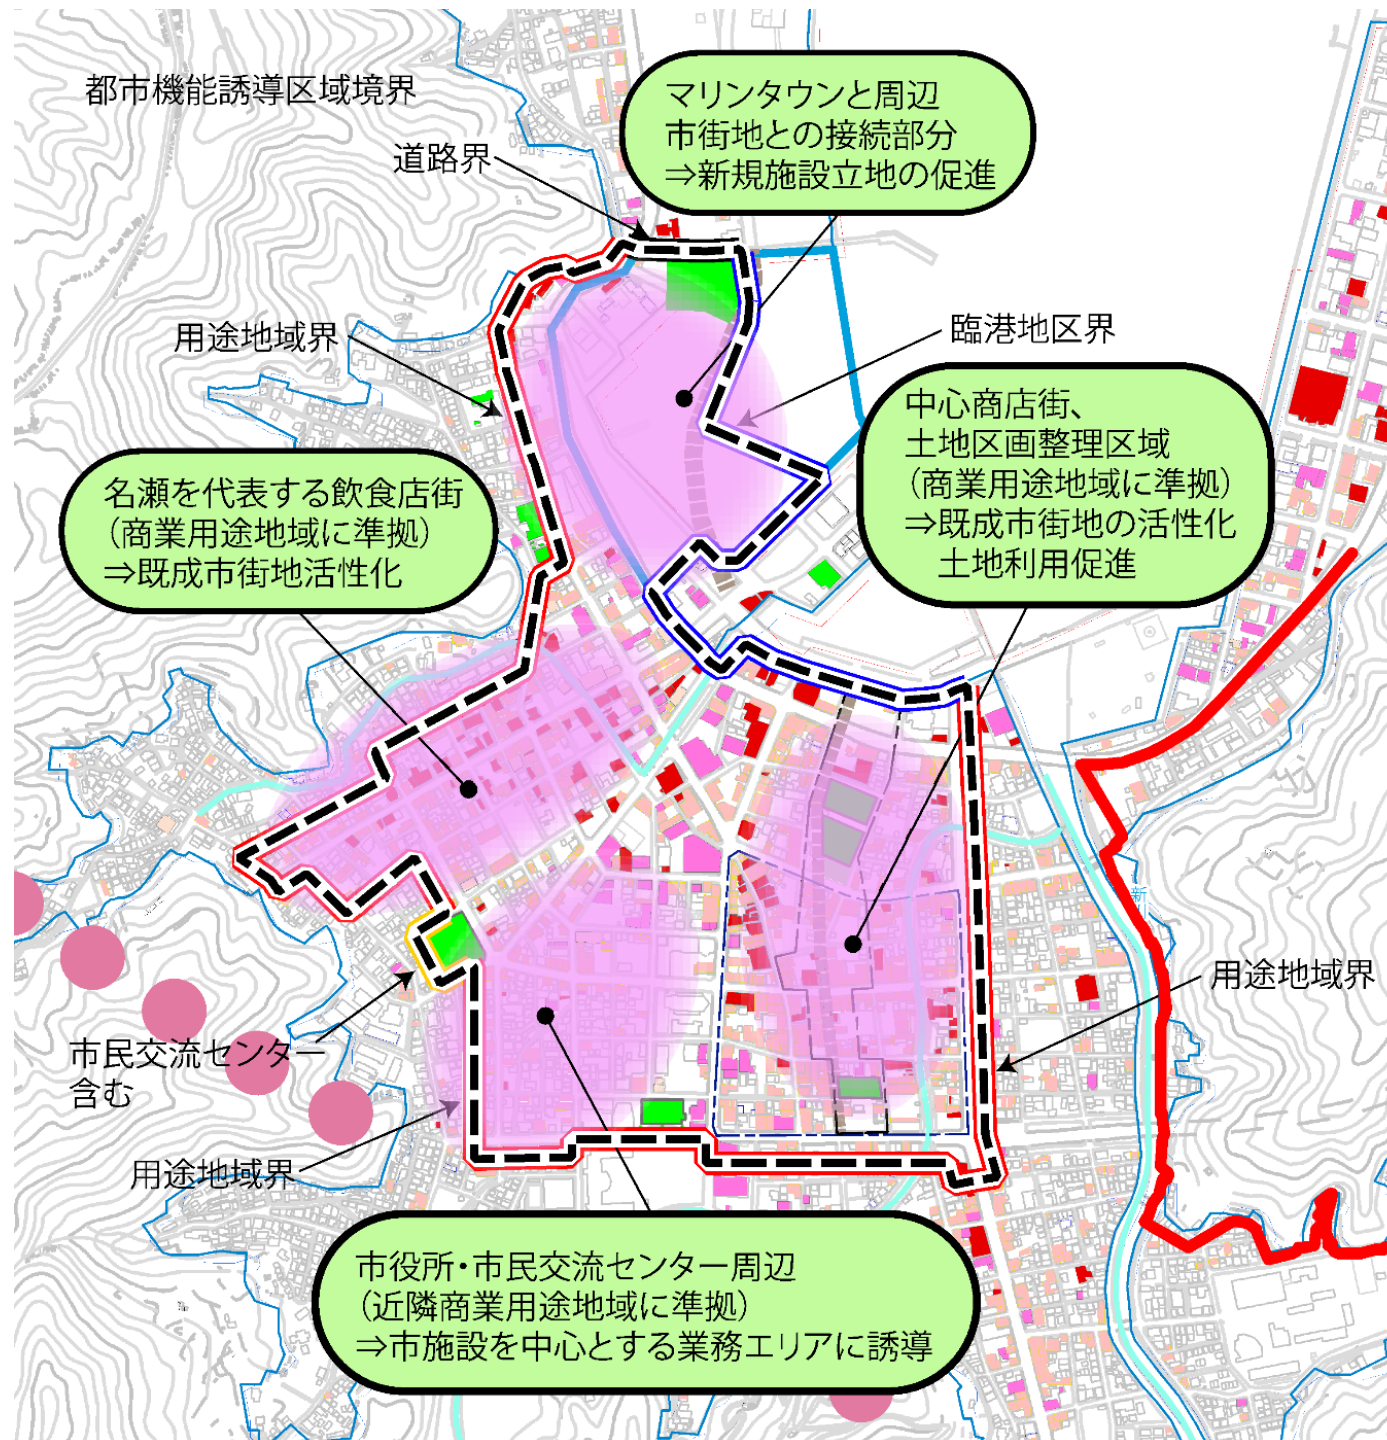 都市機能誘導区域境界
マリンタウンと周辺
市街地との接続部分
⇒新規施設立地の促進
道路界
用途地域界
臨港地区界
中心商店街、
土地区画整理区域
（商業用途地域に準拠）
⇒既成市街地の活性化
土地利用促進
名瀬を代表する飲食店街
（商業用途地域に準拠）
⇒既成市街地活性化
用途地域界
市民交流センター
含む
用途地域界
市役所・市民交流センター周辺
（近隣商業用途地域に準拠）
⇒市施設を中心とする業務エリアに誘導